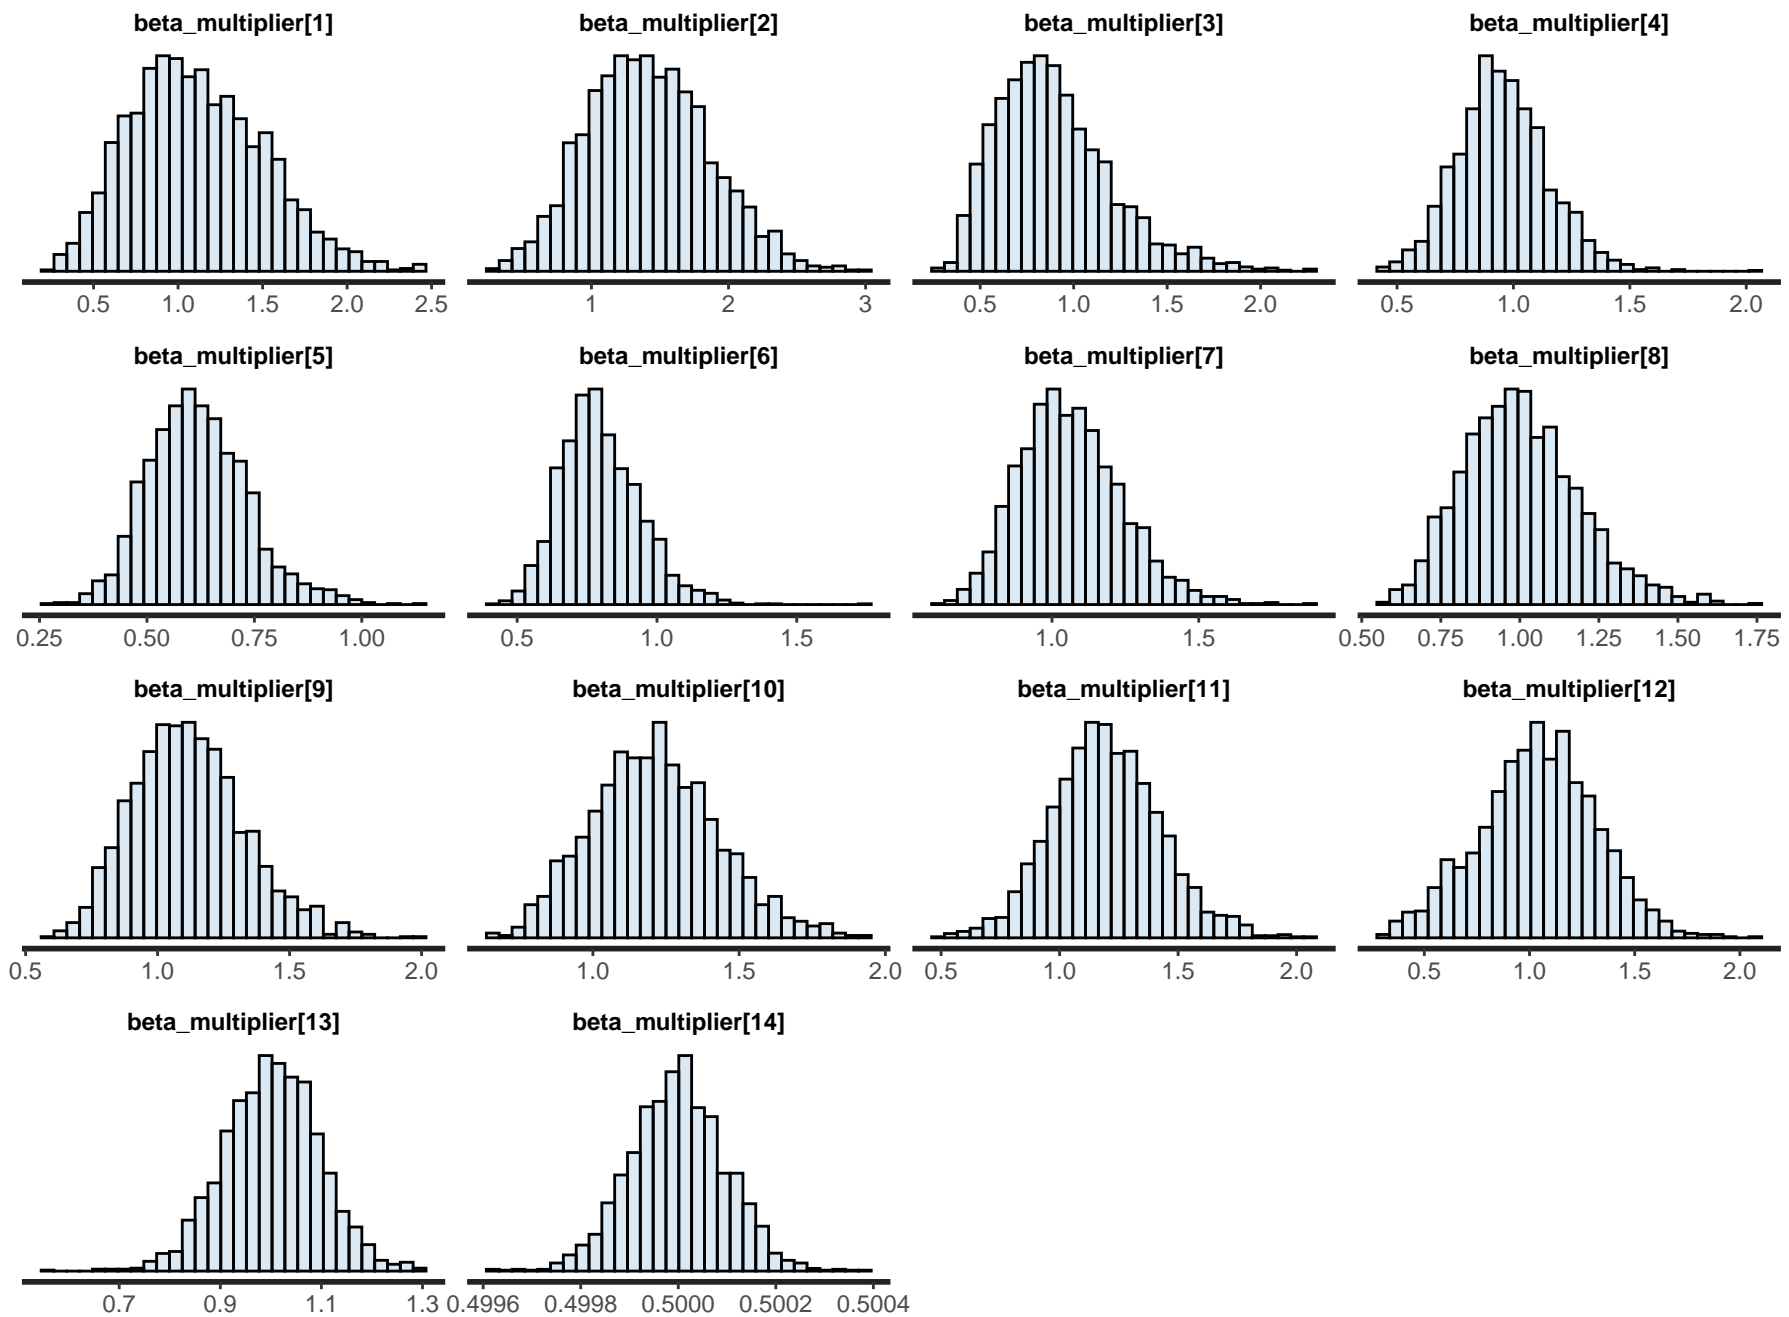 beta_multiplier[1] beta_multiplier[2] beta_multiplier[3] beta_multiplier[4]
0.5 1.0 1.5 2.0 2.5 1 2 3 0.5 1.0 1.5 2.0 0.5 1.0 1.5 2.0
beta_multiplier[5] beta_multiplier[6] beta_multiplier[7] beta_multiplier[8]
0.25 0.50 0.75 1.00 0.5 1.0 1.5 1.0 1.5 0.50 0.75 1.00 1.25 1.50 1.75
beta_multiplier[9] beta_multiplier[10] beta_multiplier[11] beta_multiplier[12]
0.5 1.0 1.5 2.0 1.0 1.5 2.0 0.5 1.0 1.5 2.0 0.5 1.0 1.5 2.0
beta_multiplier[13] beta_multiplier[14]
0.7 0.9 1.1 1.3 0.4996 0.4998 0.5000 0.5002 0.5004